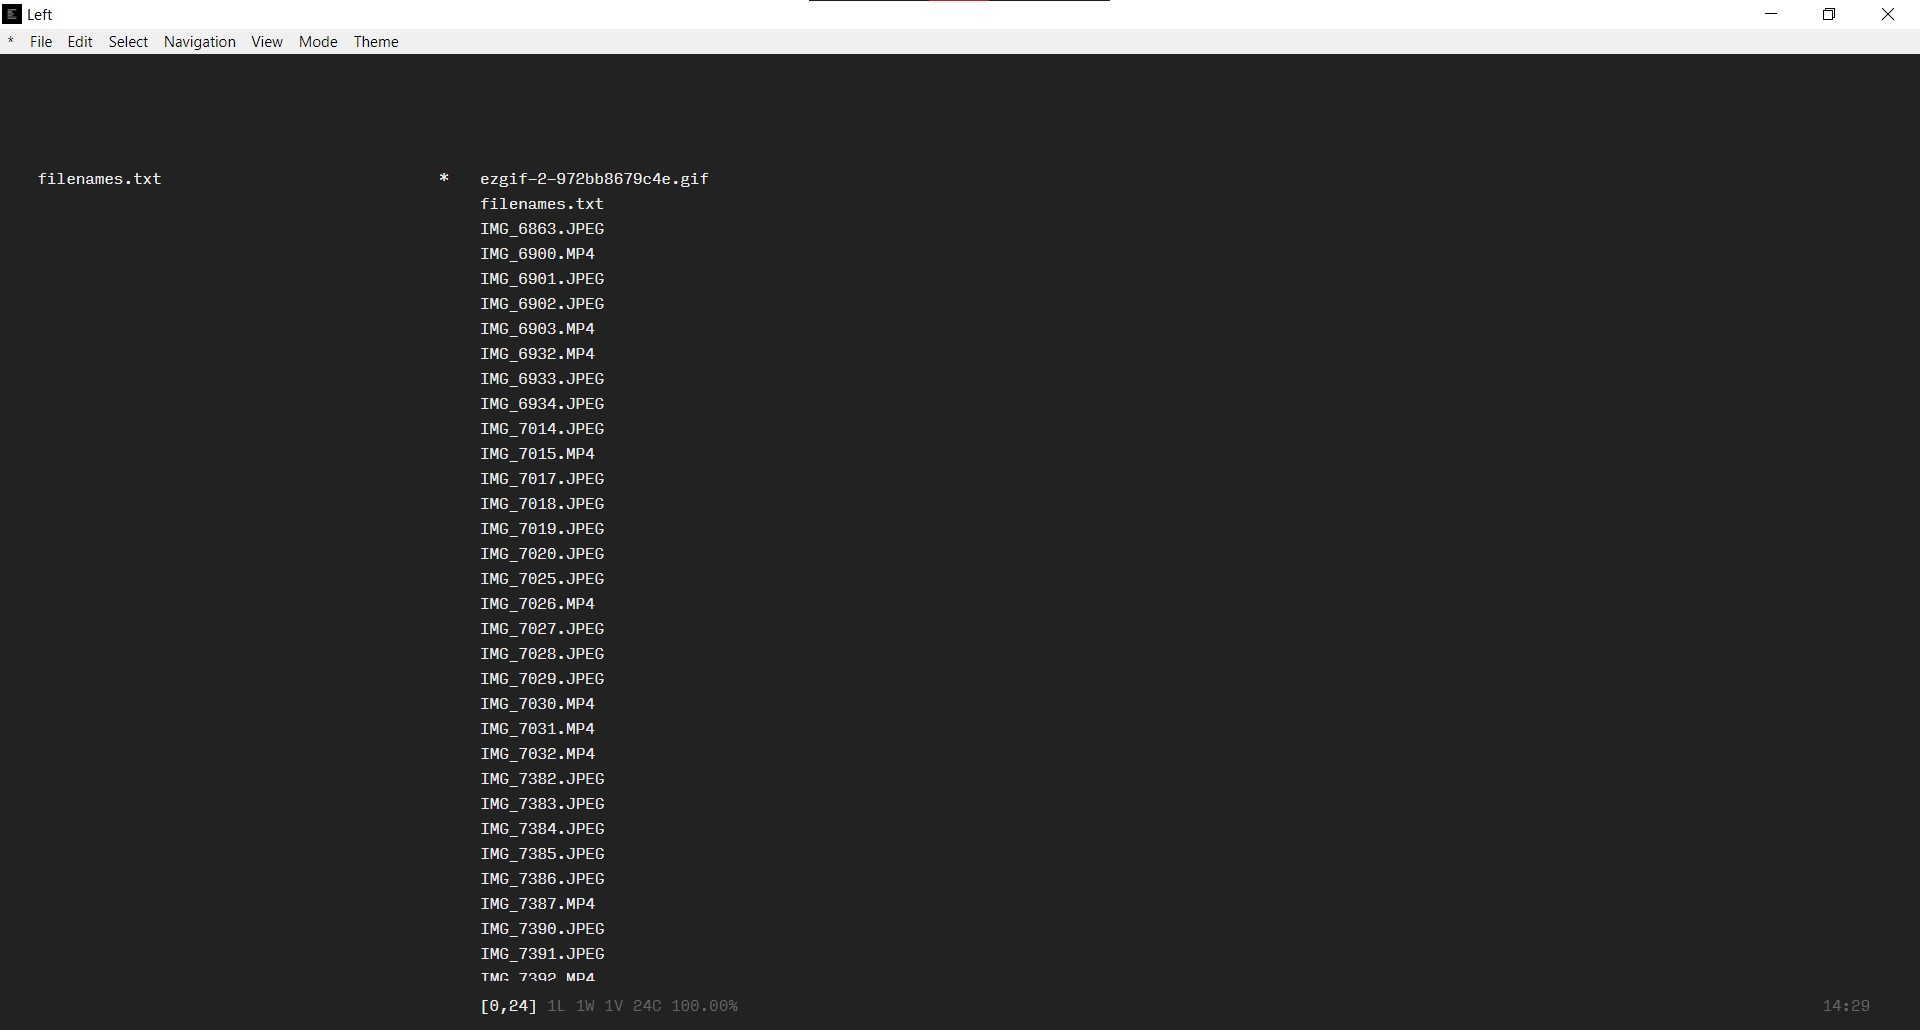 Left
* File Edit Select Navigation View Mode Theme
filenames.txt
* ezgif-2-972bb8679c4e.gif
filenames.txt
IMG_6863.JPEG
IMG_6900.MP4
IMG_6901.JPEG
IMG_6902.JPEG
IMG_6903.MP4
IMG_6932.MP4
IMG_6933.JPEG
IMG_6934.JPEG
IMG_7014.JPEG
IMG_7015.MP4
IMG_7017.JPEG
IMG_7018.JPEG
IMG_7019.JPEG
IMG_7020.JPEG
IMG_7025.JPEG
IMG_7026.MP4
IMG_7027.JPEG
IMG_7028.JPEG
IMG_7029.JPEG
IMG_7030.MP4
IMG_7031.MP4
IMG_7032.MP4
IMG_7382.JPEG
IMG_7383.JPEG
IMG_7384.JPEG
IMG_7385.JPEG
IMG_7386.JPEG
IMG_7387.MP4
IMG_7390.JPEG
IMG_7391.JPEG
IMG_7392.MP4
[0,24] 1L 1W 1V 24C 100.00%
14:29